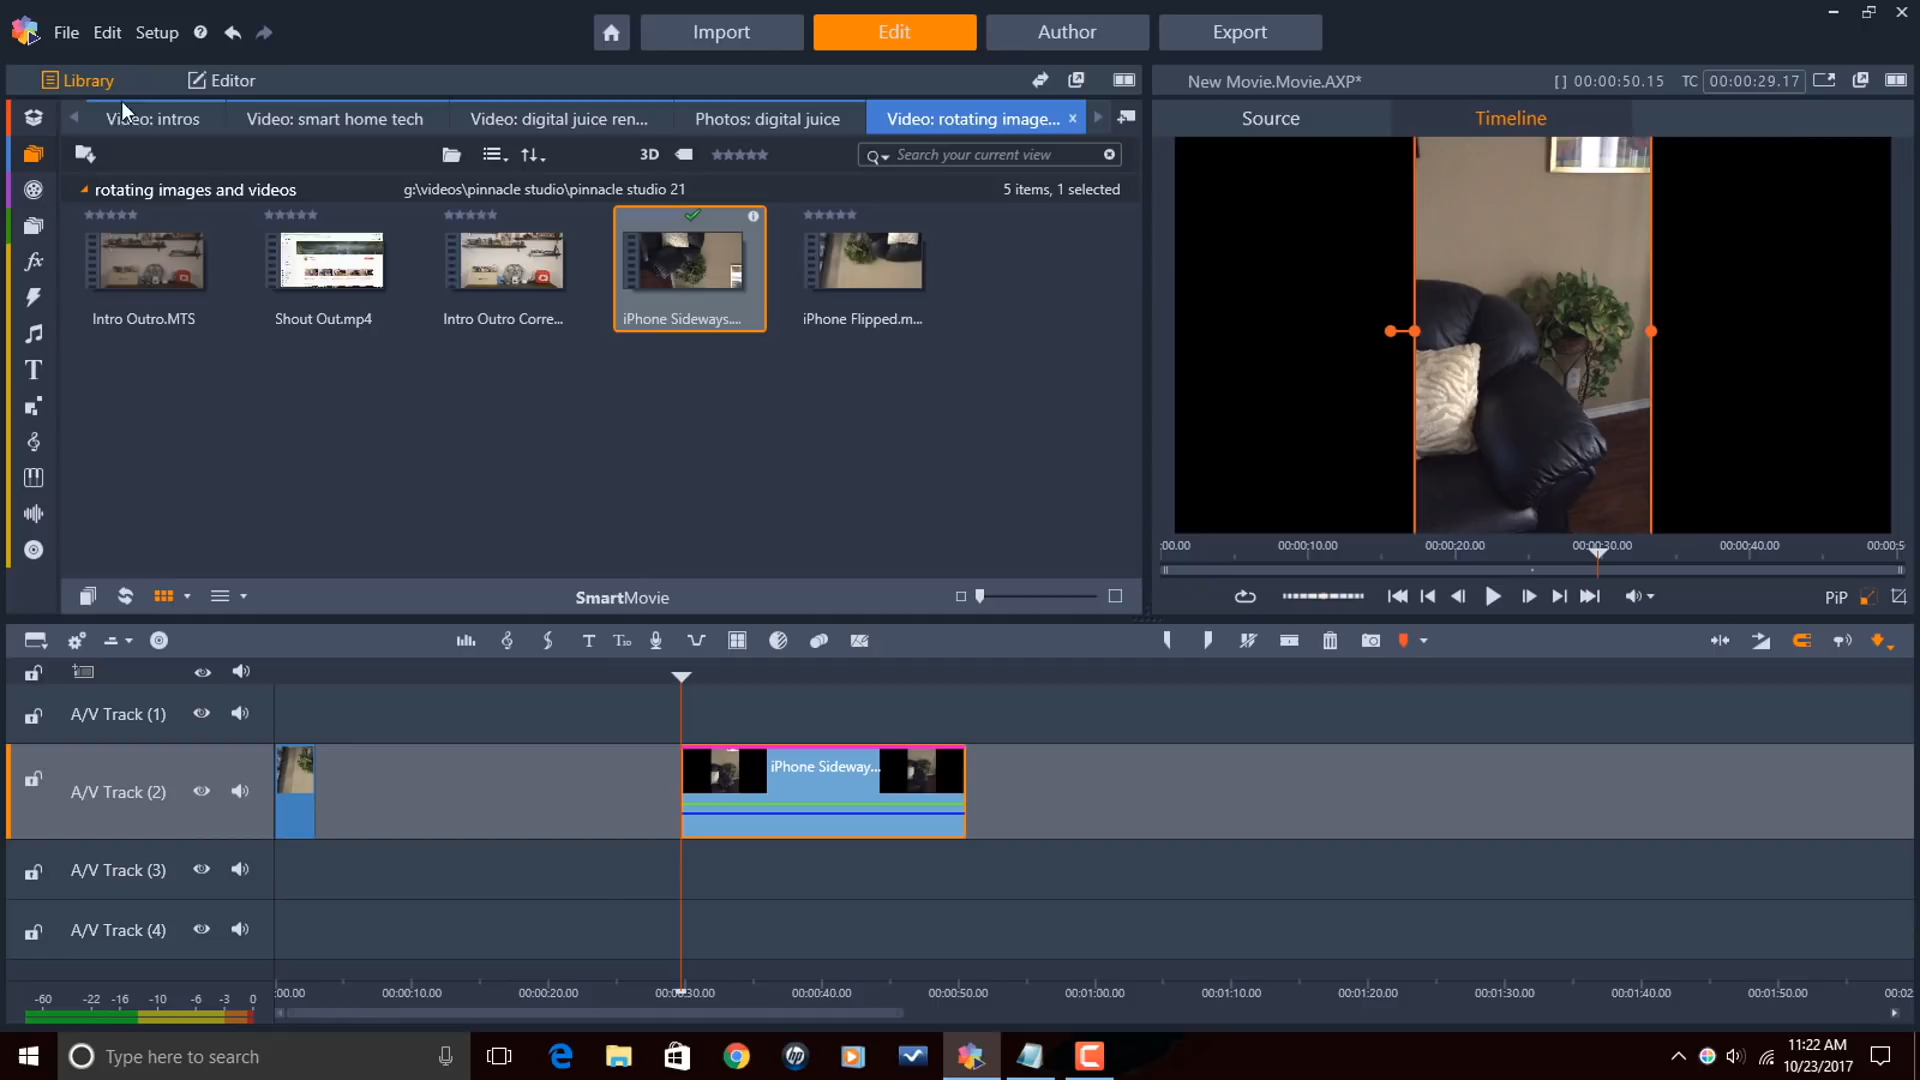 File Edit Setup Import Edit Author Export
Library Editor New Movie.Movie.AXP* [ ] 00:00:50.15 TC 00:00:29.17
Video: intros Video: smart home tech Video: digital juice ren... Photos: digital juice Video: rotating image... x Source Timeline
3D Search your current view
rotating images and videos g:\videos\pinnacle studio\pinnacle studio 21 5 items, 1 selected
Intro Outro.MTS Shout Out.mp4 Intro Outro Corre... iPhone Sideways.... iPhone Flipped.m...
:00.00 00:00:10.00 00:00:20.00 00:00:30.00 00:00:40.00 00:00:5
SmartMovie PiP
A/V Track (1)
A/V Track (2) iPhone Sideway...
A/V Track (3)
A/V Track (4)
:00.00 00:00:10.00 00:00:20.00 00:00:30.00 00:00:40.00 00:00:50.00 00:01:00.00 00:01:10.00 00:01:20.00 00:01:30.00 00:01:40.00 00:01:50.00 00:02
-60 -22 -16 -10 -6 -3 0
Type here to search 11:22 AM
10/23/2017